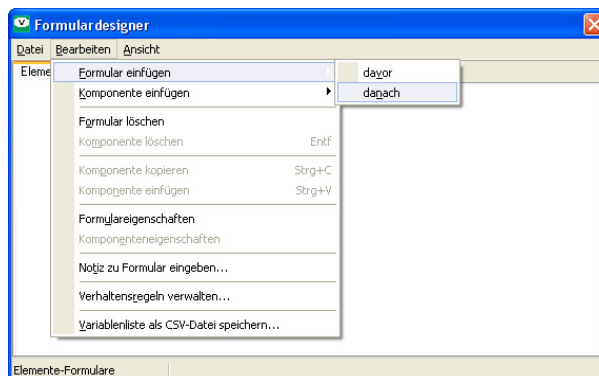 Formulardesigner
Datei Bearbeiten Ansicht
Eleme
Formular einfügen
davor
Komponente einfügen
danach
Formular löschen
Komponente löschen Entf
Komponente kopieren Strg+C
Komponente einfügen Strg+V
Formulareigenschaften
Komponenteneigenschaften
Notiz zu Formular eingeben...
Verhaltensregeln verwalten...
Variablenliste als CSV-Datei speichern...
Elemente-Formulare